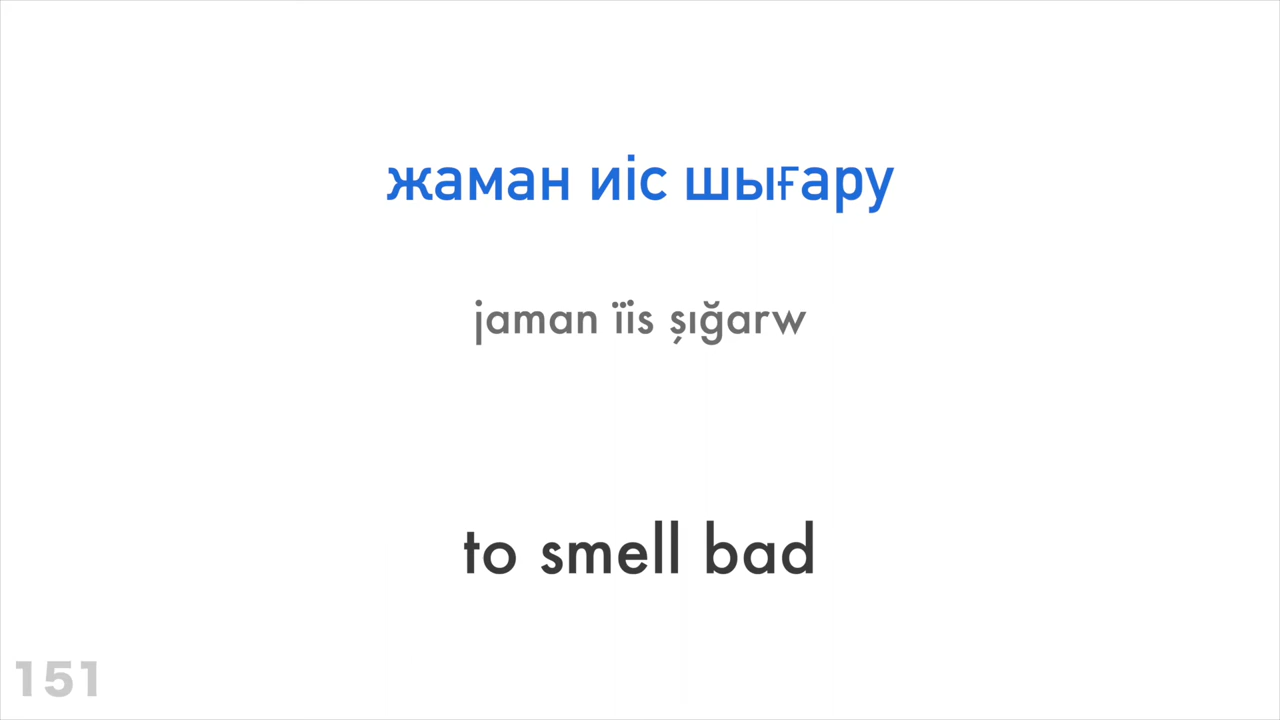 жаман иіс шығару
jaman ïis şığarw
to smell bad
151